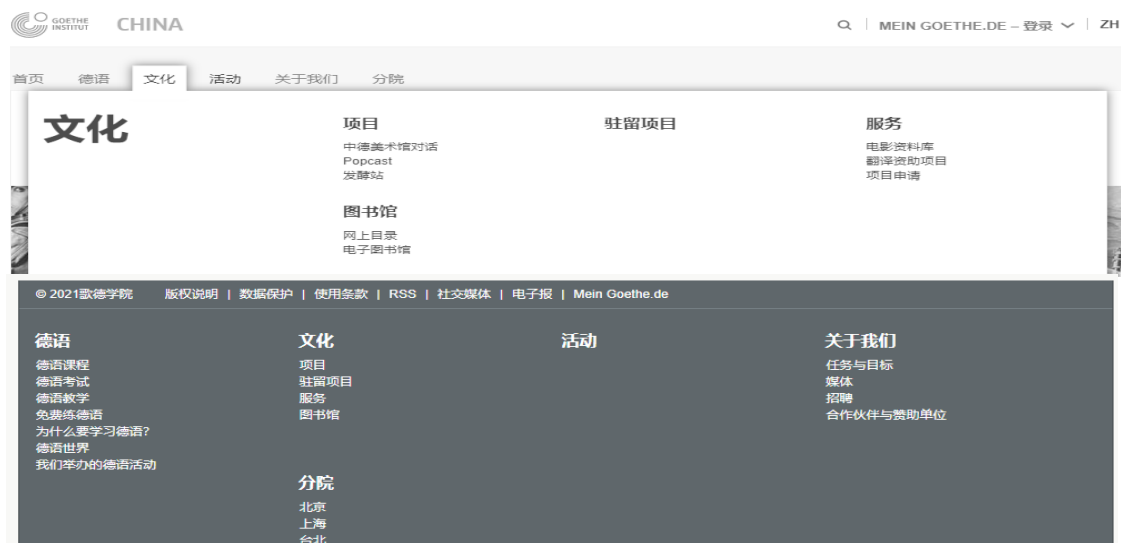 GOETHE INSTITUT CHINA MEIN GOETHE.DE – 登录 ZH
首页 德语 文化 活动 关于我们 分院
文化
项目
中德美术馆对话
Popcast
发酵站
图书馆
网上目录
电子图书馆
驻留项目
服务
电影资料库
翻译资助项目
项目申请
© 2021歌德学院 版权说明 | 数据保护 | 使用条款 | RSS | 社交媒体 | 电子报 | Mein Goethe.de
德语
德语课程
德语考试
德语教学
免费练德语
为什么要学习德语?
德语世界
我们举办的德语活动
文化
项目
驻留项目
服务
图书馆
活动
关于我们
任务与目标
媒体
招聘
合作伙伴与赞助单位
分院
北京
上海
台北